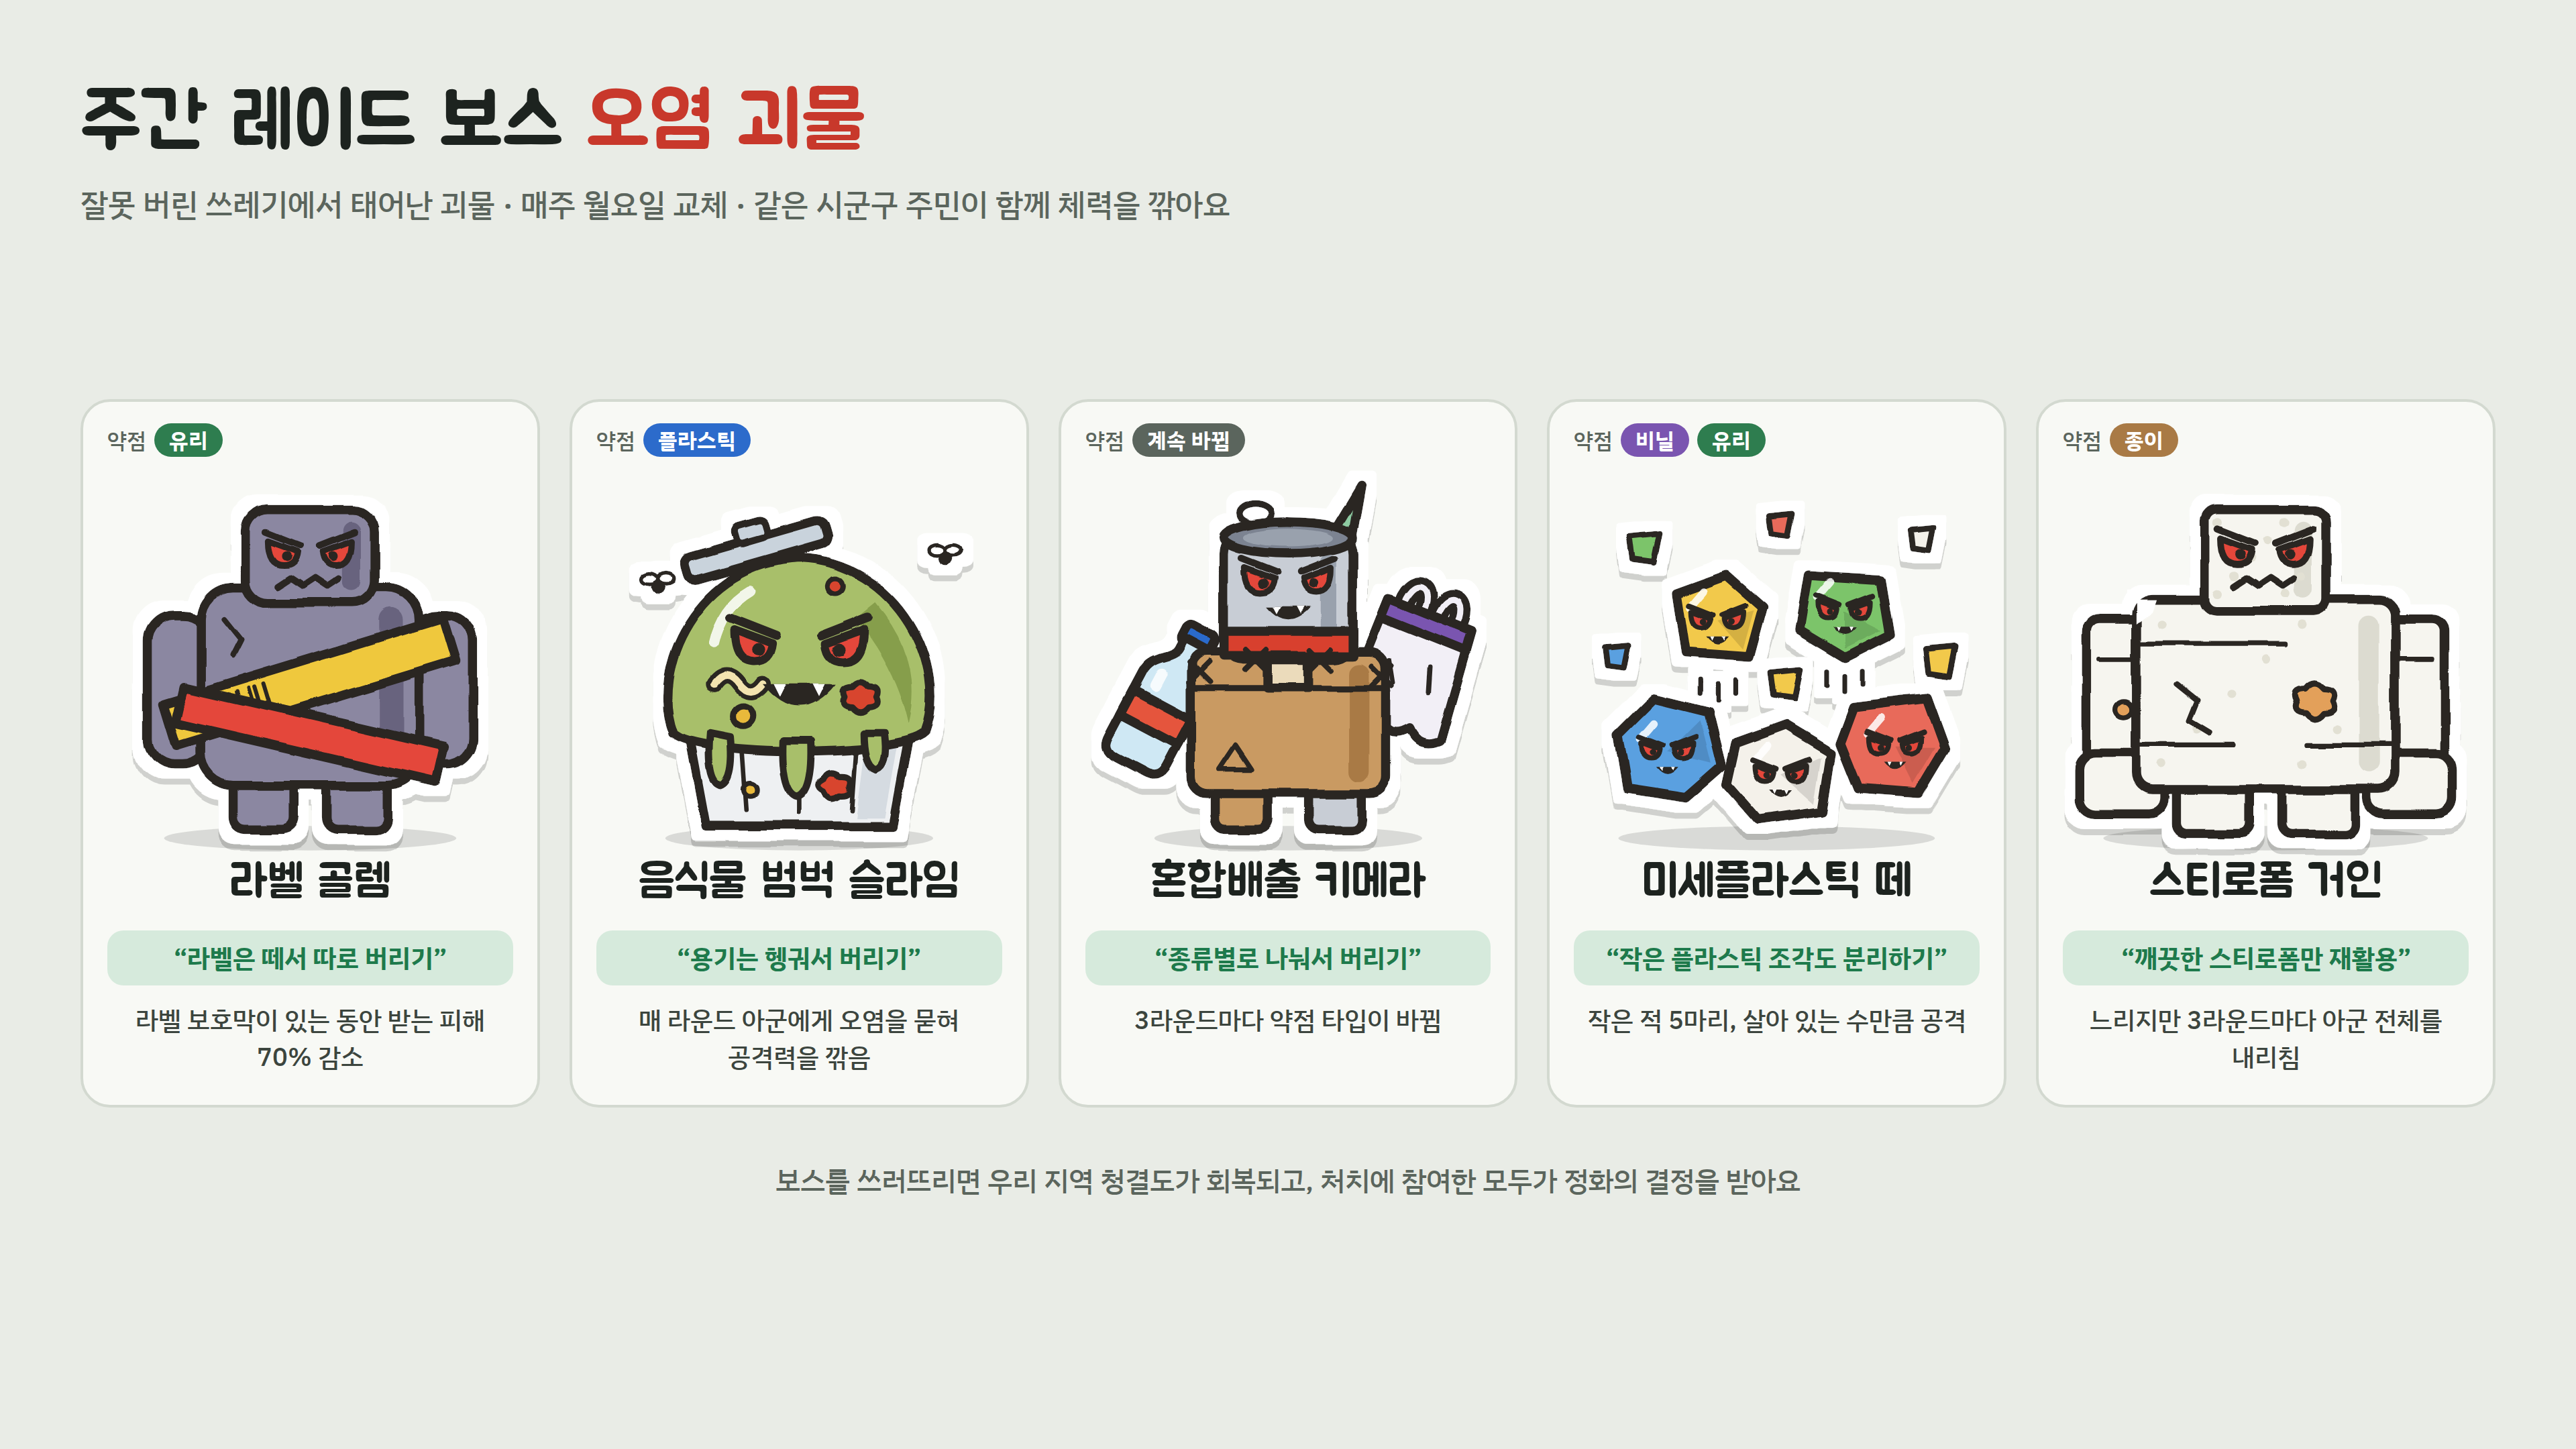 주간 레이드 보스 오염 괴물
잘못 버린 쓰레기에서 태어난 괴물 · 매주 월요일 교체 · 같은 시군구 주민이 함께 체력을 깎아요
약점 유리
라벨 골렘
“라벨은 떼서 따로 버리기”
라벨 보호막이 있는 동안 받는 피해
70% 감소
약점 플라스틱
음식물 범벅 슬라임
“용기는 헹궈서 버리기”
매 라운드 아군에게 오염을 묻혀
공격력을 깎음
약점 계속 바뀜
혼합배출 키메라
“종류별로 나눠서 버리기”
3라운드마다 약점 타입이 바뀜
약점 비닐 유리
미세플라스틱 떼
“작은 플라스틱 조각도 분리하기”
작은 적 5마리, 살아 있는 수만큼 공격
약점 종이
스티로폼 거인
“깨끗한 스티로폼만 재활용”
느리지만 3라운드마다 아군 전체를
내리침
보스를 쓰러뜨리면 우리 지역 청결도가 회복되고, 처치에 참여한 모두가 정화의 결정을 받아요